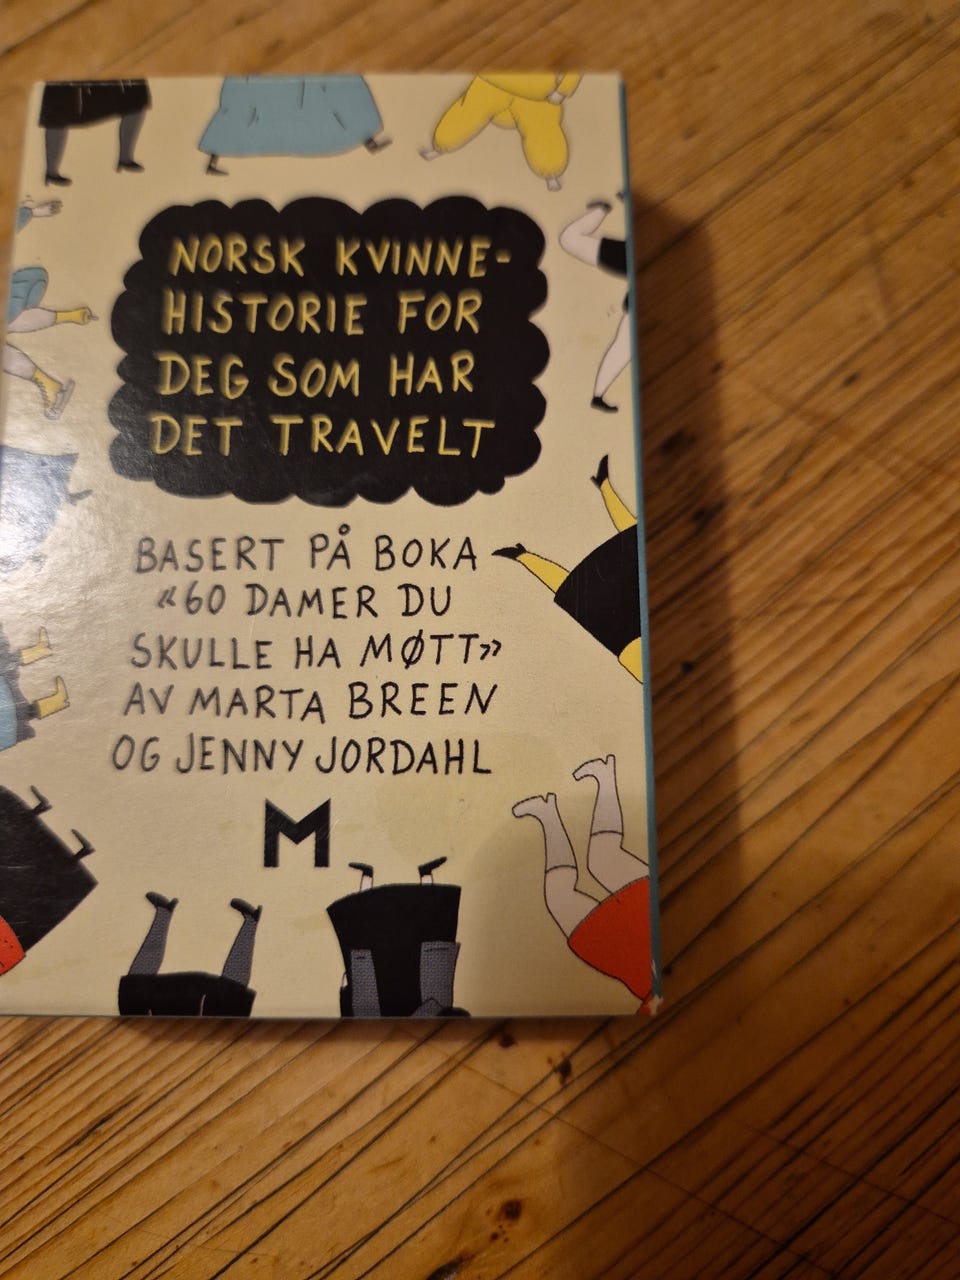 NORSK KVINNE-
HISTORIE FOR
DEG SOM HAR
DET TRAVELT
BASERT PÅ BOKA
«60 DAMER DU
SKULLE HA MØTT»
AV MARTA BREEN
OG JENNY JORDAHL
M